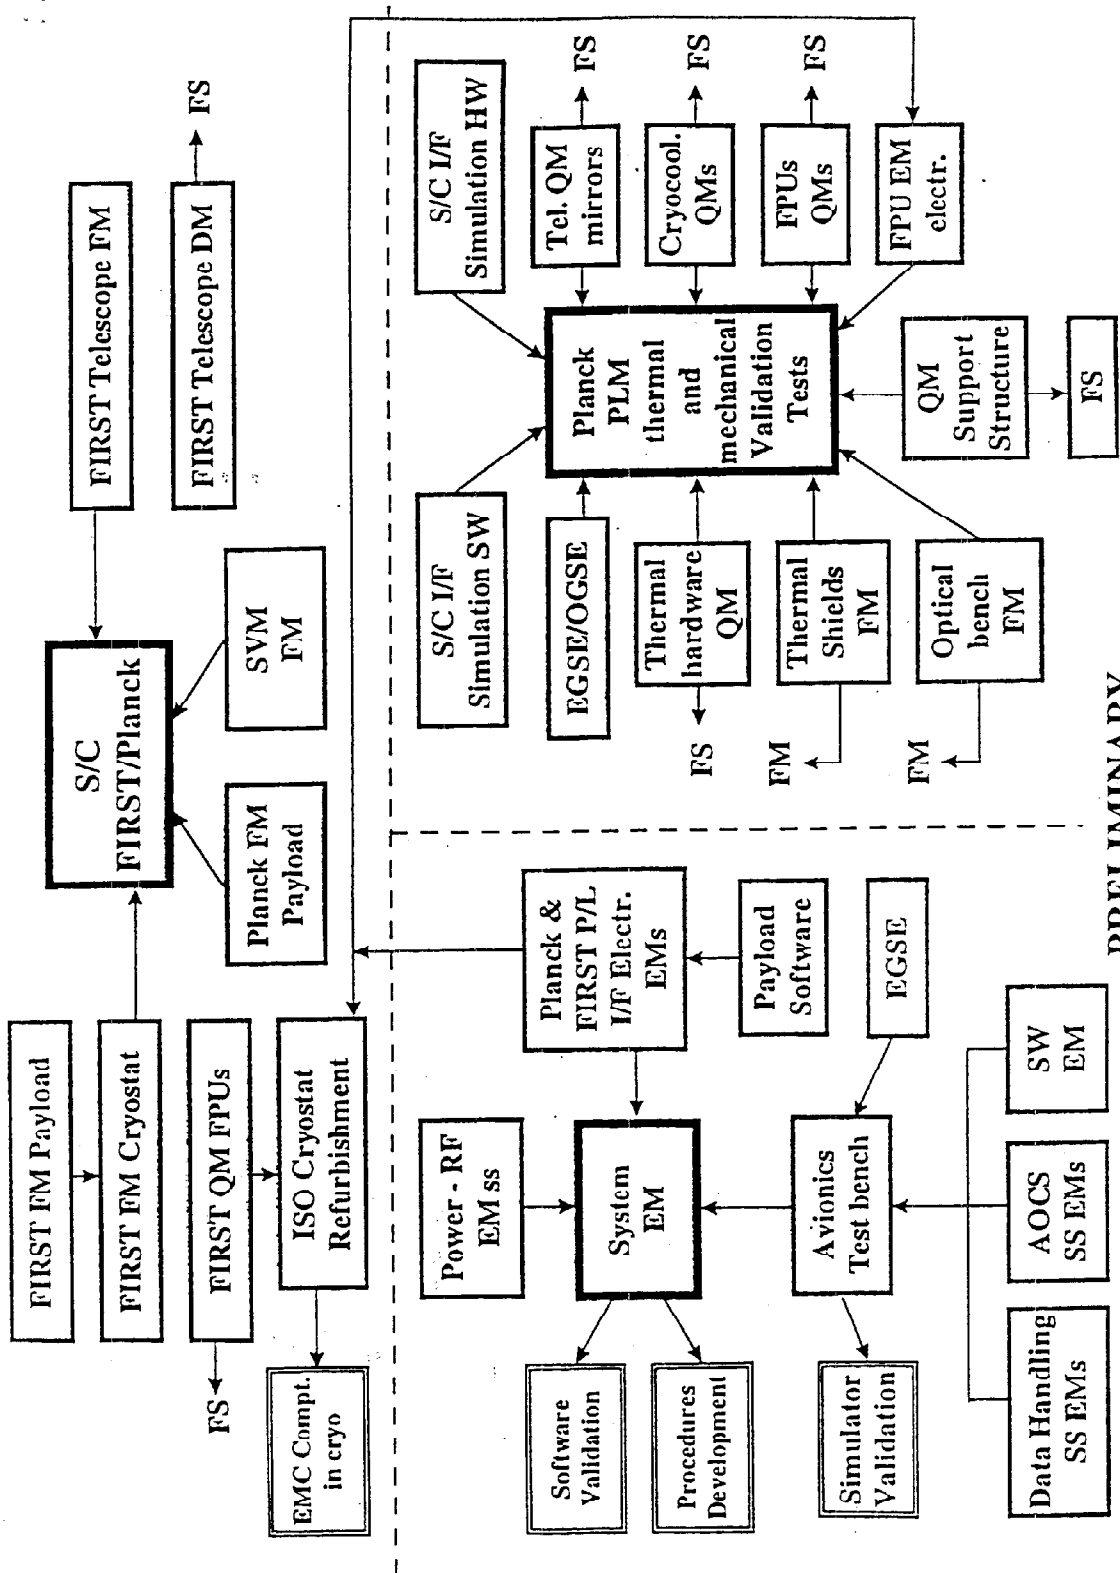 FIRST FM Payload
FIRST FM Cryostat
FIRST QM FPUs
FS
ISO Cryostat
Refurbishment
EMC Compt.
in cryo
S/C
FIRST/Planck
Planck FM
Payload
SVM
FM
FIRST Telescope FM
FIRST Telescope DM
FS
Power - RF
EM ss
System
EM
Software
Validation
Procedures
Development
Planck &
FIRST P/L
I/F Electr.
EMs
Payload
Software
EGSE
Avionics
Test bench
Simulator
Validation
Data Handling
SS EMs
AOCS
SS EMs
SW
EM
S/C I/F
Simulation SW
S/C I/F
Simulation HW
EGSE/OGSE
Thermal
hardware
QM
FS
Thermal
Shields
FM
FM
Optical
bench
FM
FM
Planck
PLM
thermal
and
mechanical
Validation
Tests
Tel. QM
mirrors
FS
Cryocool.
QMs
FS
FPUs
QMs
FS
FPU EM
electr.
QM
Support
Structure
FS
PRELIMINARY